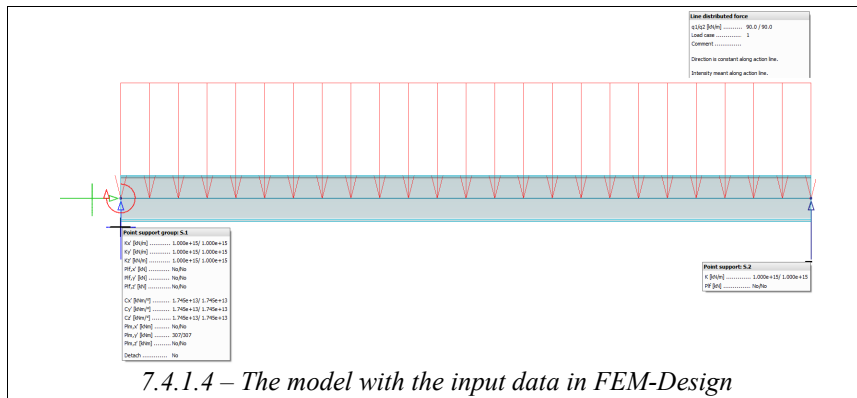 Line distributed force
q1/q2 [kN/m] .......... 90.0 / 90.0
Load case .............. 1
Comment ..............
Direction is constant along action line.
Intensity meant along action line.
Point support group: S.1
Kx' [kN/m] ............. 1.000e+15/ 1.000e+15
Ky' [kN/m] ............. 1.000e+15/ 1.000e+15
Kz' [kN/m] ............. 1.000e+15/ 1.000e+15
Plf,x' [kN] ............. No/No
Plf,y' [kN] ............. No/No
Plf,z' [kN] ............. No/No
Cx' [kNm/°] ........... 1.745e+13/ 1.745e+13
Cy' [kNm/°] ........... 1.745e+13/ 1.745e+13
Cz' [kNm/°] ........... 1.745e+13/ 1.745e+13
Plm,x' [kNm] ......... No/No
Plm,y' [kNm] ......... 307/307
Plm,z' [kNm] ......... No/No
Detach ............. No
Point support: S.2
K [kN/m] ............. 1.000e+15/ 1.000e+15
Plf [kN] ............. No/No
7.4.1.4 – The model with the input data in FEM-Design